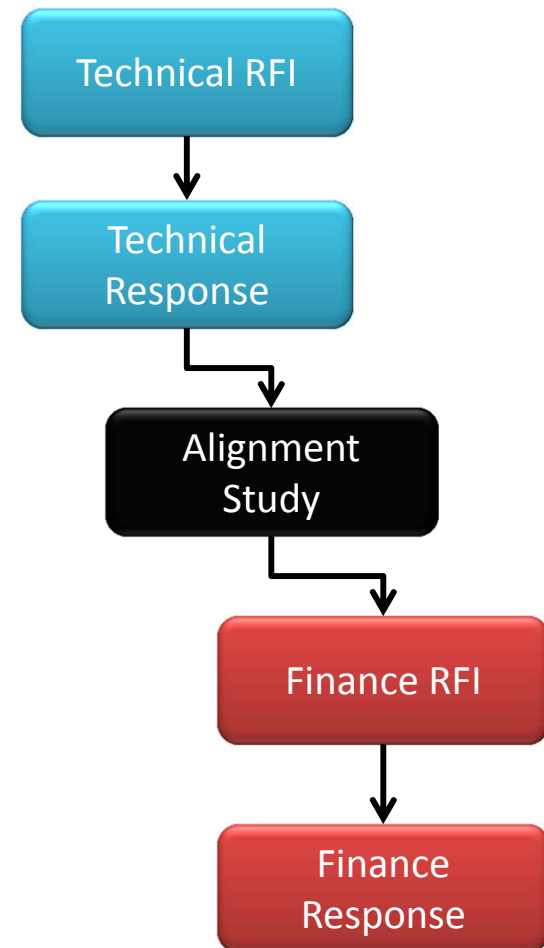 Technical RFI
Technical
Response
Alignment
Study
Finance RFI
Finance
Response